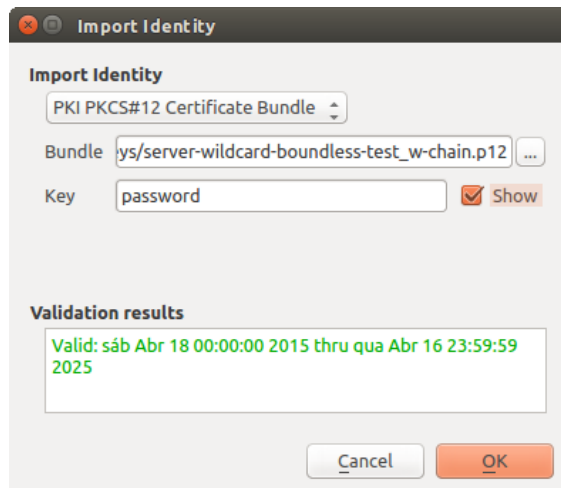 Import Identity
Import Identity
PKI PKCS#12 Certificate Bundle
Bundle ys/server-wildcard-boundless-test_w-chain.p12 ...
Key password Show
Validation results
Valid: sáb Abr 18 00:00:00 2015 thru qua Abr 16 23:59:59
2025
Cancel OK